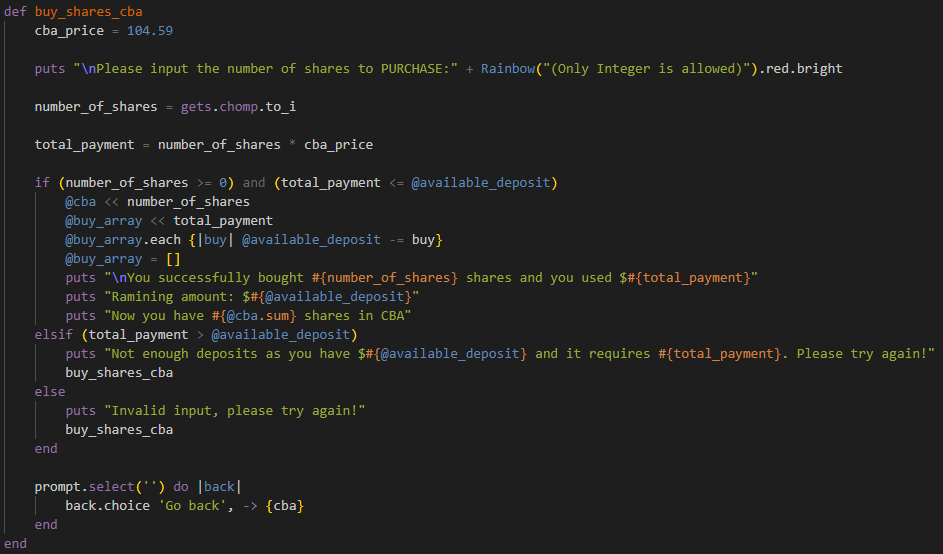 def buy_shares_cba
    cba_price = 104.59

    puts "\nPlease input the number of shares to PURCHASE:" + Rainbow("(Only Integer is allowed)").red.bright

    number_of_shares = gets.chomp.to_i

    total_payment = number_of_shares * cba_price

    if (number_of_shares >= 0) and (total_payment <= @available_deposit)
        @cba << number_of_shares
        @buy_array << total_payment
        @buy_array.each {|buy| @available_deposit -= buy}
        @buy_array = []
        puts "\nYou successfully bought #{number_of_shares} shares and you used $#{total_payment}"
        puts "Ramining amount: $#{@available_deposit}"
        puts "Now you have #{@cba.sum} shares in CBA"
    elsif (total_payment > @available_deposit)
        puts "Not enough deposits as you have $#{@available_deposit} and it requires #{total_payment}. Please try again!"
        buy_shares_cba
    else
        puts "Invalid input, please try again!"
        buy_shares_cba
    end

    prompt.select('') do |back|
        back.choice 'Go back', -> {cba}
    end
end